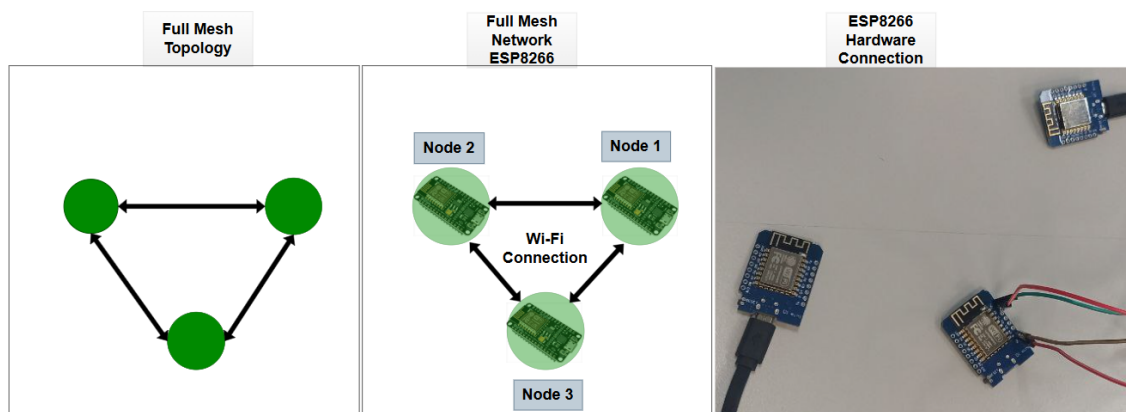 Full Mesh
Topology
Full Mesh
Network
ESP8266
ESP8266
Hardware
Connection
Node 2
Node 1
Wi-Fi
Connection
Node 3